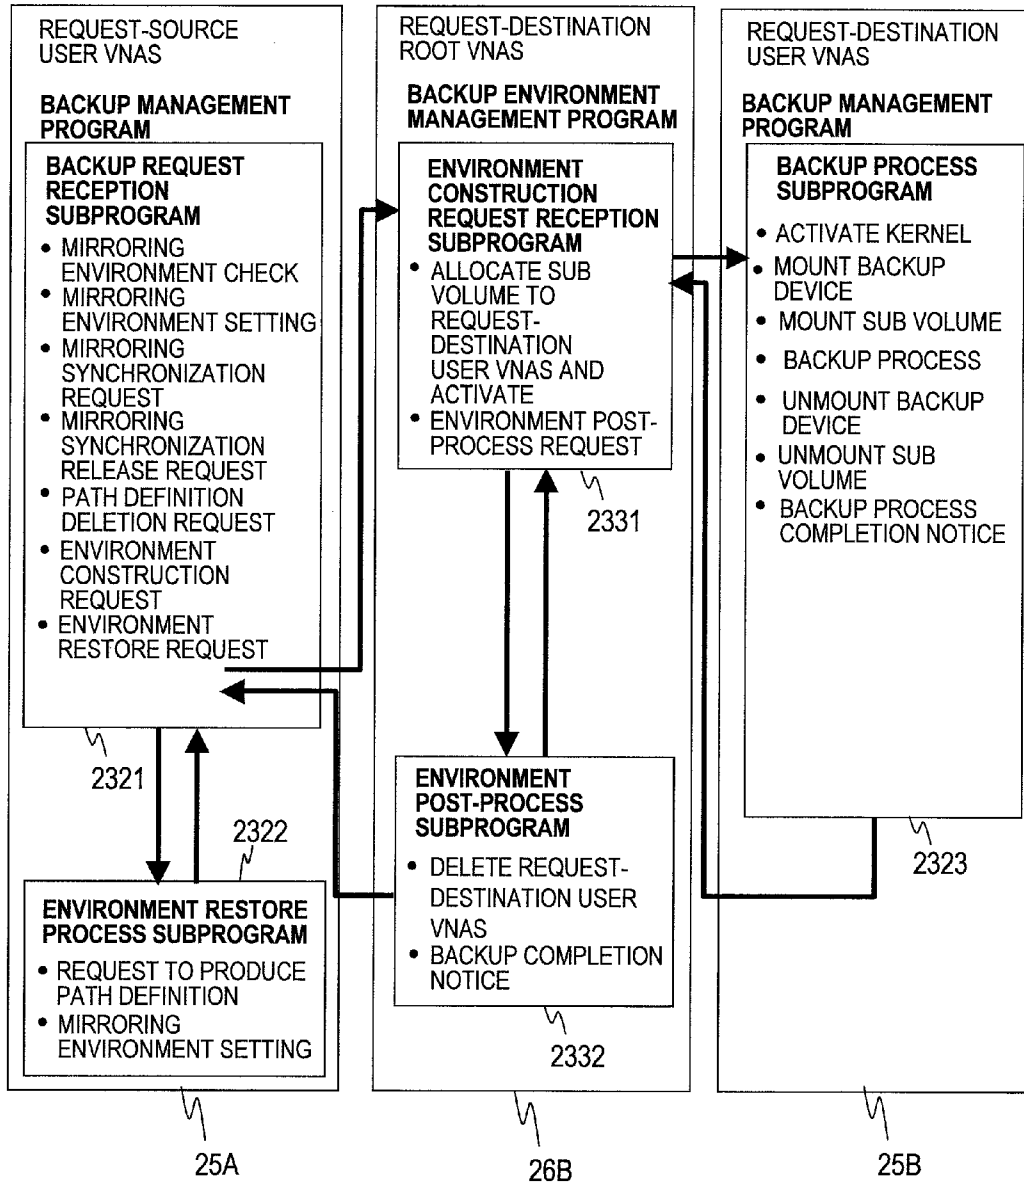 REQUEST-SOURCE
USER VNAS
BACKUP MANAGEMENT
PROGRAM
BACKUP REQUEST
RECEPTION
SUBPROGRAM
• MIRRORING
ENVIRONMENT CHECK
• MIRRORING
ENVIRONMENT SETTING
• MIRRORING
SYNCHRONIZATION
REQUEST
• MIRRORING
SYNCHRONIZATION
RELEASE REQUEST
• PATH DEFINITION
DELETION REQUEST
• ENVIRONMENT
CONSTRUCTION
REQUEST
• ENVIRONMENT
RESTORE REQUEST
2321
2322
ENVIRONMENT RESTORE
PROCESS SUBPROGRAM
• REQUEST TO PRODUCE
PATH DEFINITION
• MIRRORING
ENVIRONMENT SETTING
25A
REQUEST-DESTINATION
ROOT VNAS
BACKUP ENVIRONMENT
MANAGEMENT PROGRAM
ENVIRONMENT
CONSTRUCTION
REQUEST RECEPTION
SUBPROGRAM
• ALLOCATE SUB
VOLUME TO
REQUEST-
DESTINATION
USER VNAS AND
ACTIVATE
• ENVIRONMENT POST-
PROCESS REQUEST
2331
ENVIRONMENT
POST-PROCESS
SUBPROGRAM
• DELETE REQUEST-
DESTINATION USER
VNAS
• BACKUP COMPLETION
NOTICE
2332
26B
REQUEST-DESTINATION
USER VNAS
BACKUP MANAGEMENT
PROGRAM
BACKUP PROCESS
SUBPROGRAM
• ACTIVATE KERNEL
• MOUNT BACKUP
DEVICE
• MOUNT SUB VOLUME
• BACKUP PROCESS
• UNMOUNT BACKUP
DEVICE
• UNMOUNT SUB
VOLUME
• BACKUP PROCESS
COMPLETION NOTICE
2323
25B